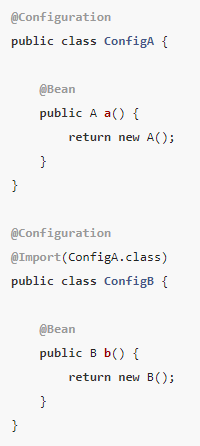 @Configuration
public class ConfigA {
@Bean
public A a() {
return new A();
}
}
@Configuration
@Import(ConfigA.class)
public class ConfigB {
@Bean
public B b() {
return new B();
}
}